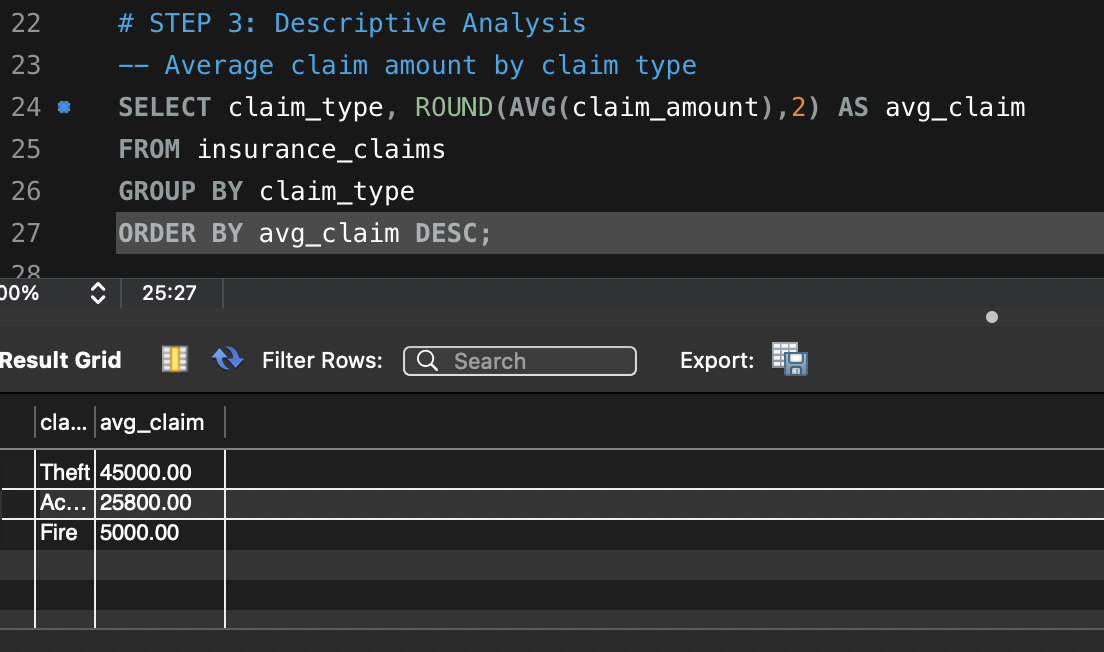 22 # STEP 3: Descriptive Analysis
23 -- Average claim amount by claim type
24 SELECT claim_type, ROUND(AVG(claim_amount),2) AS avg_claim
25 FROM insurance_claims
26 GROUP BY claim_type
27 ORDER BY avg_claim DESC;
28
00% 25:27
Result Grid Filter Rows: Search Export:
cla... avg_claim
Theft 45000.00
Ac... 25800.00
Fire 5000.00